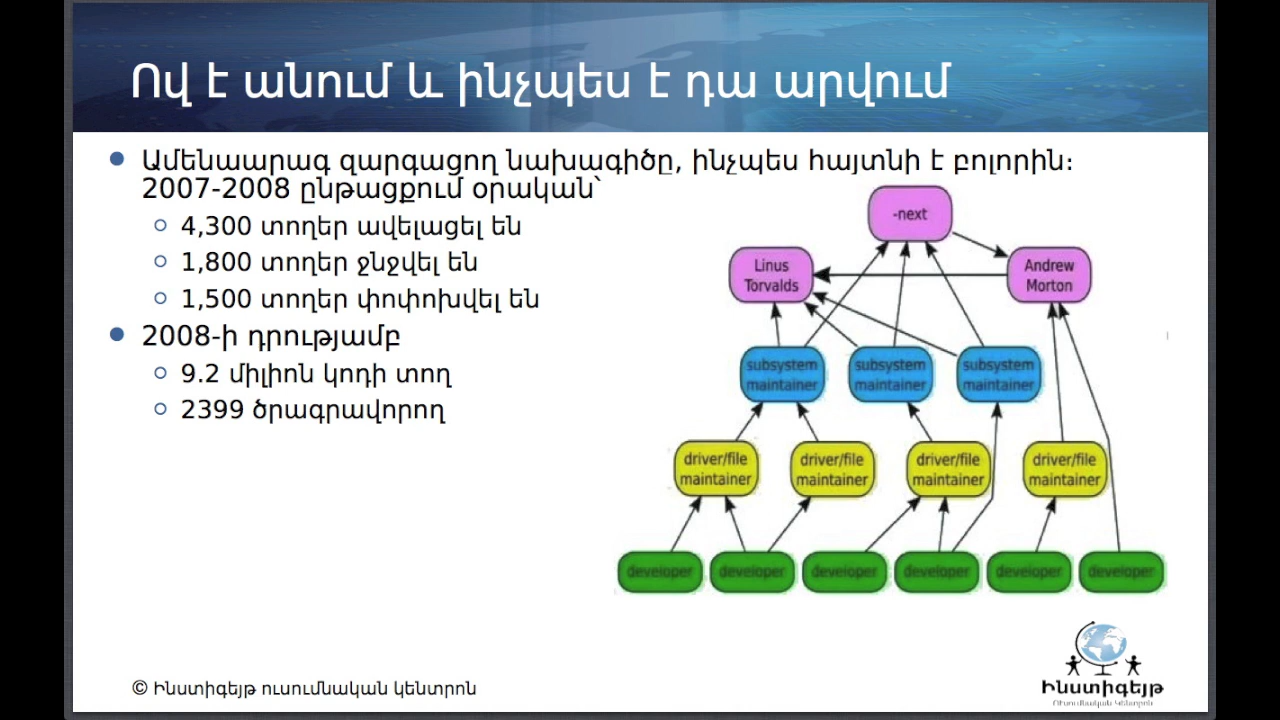 Ով է անում և ինչպես է դա արվում
Ամենաարագ զարգացող նախագիծը, ինչպես հայտնի է բոլորին։
2007-2008 ընթացքում օրական՝
4,300 տողեր ավելացել են
1,800 տողեր ջնջվել են
1,500 տողեր փոփոխվել են
2008-ի դրությամբ
9.2 միլիոն կոդի տող
2399 ծրագրավորող
-next
Linus
Torvalds
Andrew
Morton
subsystem
maintainer
subsystem
maintainer
subsystem
maintainer
driver/file
maintainer
driver/file
maintainer
driver/file
maintainer
driver/file
maintainer
developer
developer
developer
developer
developer
developer
© Ինստիգեյթ ուսումնական կենտրոն
Ինստիգեյթ
Ուսումնական Կենտրոն